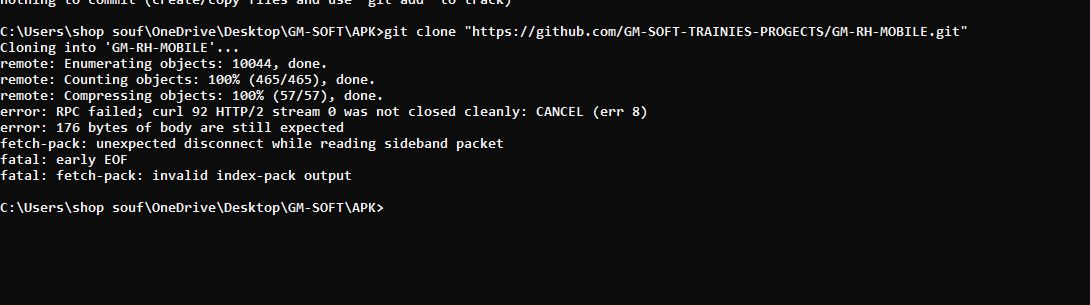 nothing to commit (create/copy files and use "git add" to track)
C:\Users\shop souf\OneDrive\Desktop\GM-SOFT\APK>git clone "https://github.com/GM-SOFT-TRAINIES-PROGECTS/GM-RH-MOBILE.git"
Cloning into 'GM-RH-MOBILE'...
remote: Enumerating objects: 10044, done.
remote: Counting objects: 100% (465/465), done.
remote: Compressing objects: 100% (57/57), done.
error: RPC failed; curl 92 HTTP/2 stream 0 was not closed cleanly: CANCEL (err 8)
error: 176 bytes of body are still expected
fetch-pack: unexpected disconnect while reading sideband packet
fatal: early EOF
fatal: fetch-pack: invalid index-pack output
C:\Users\shop souf\OneDrive\Desktop\GM-SOFT\APK>